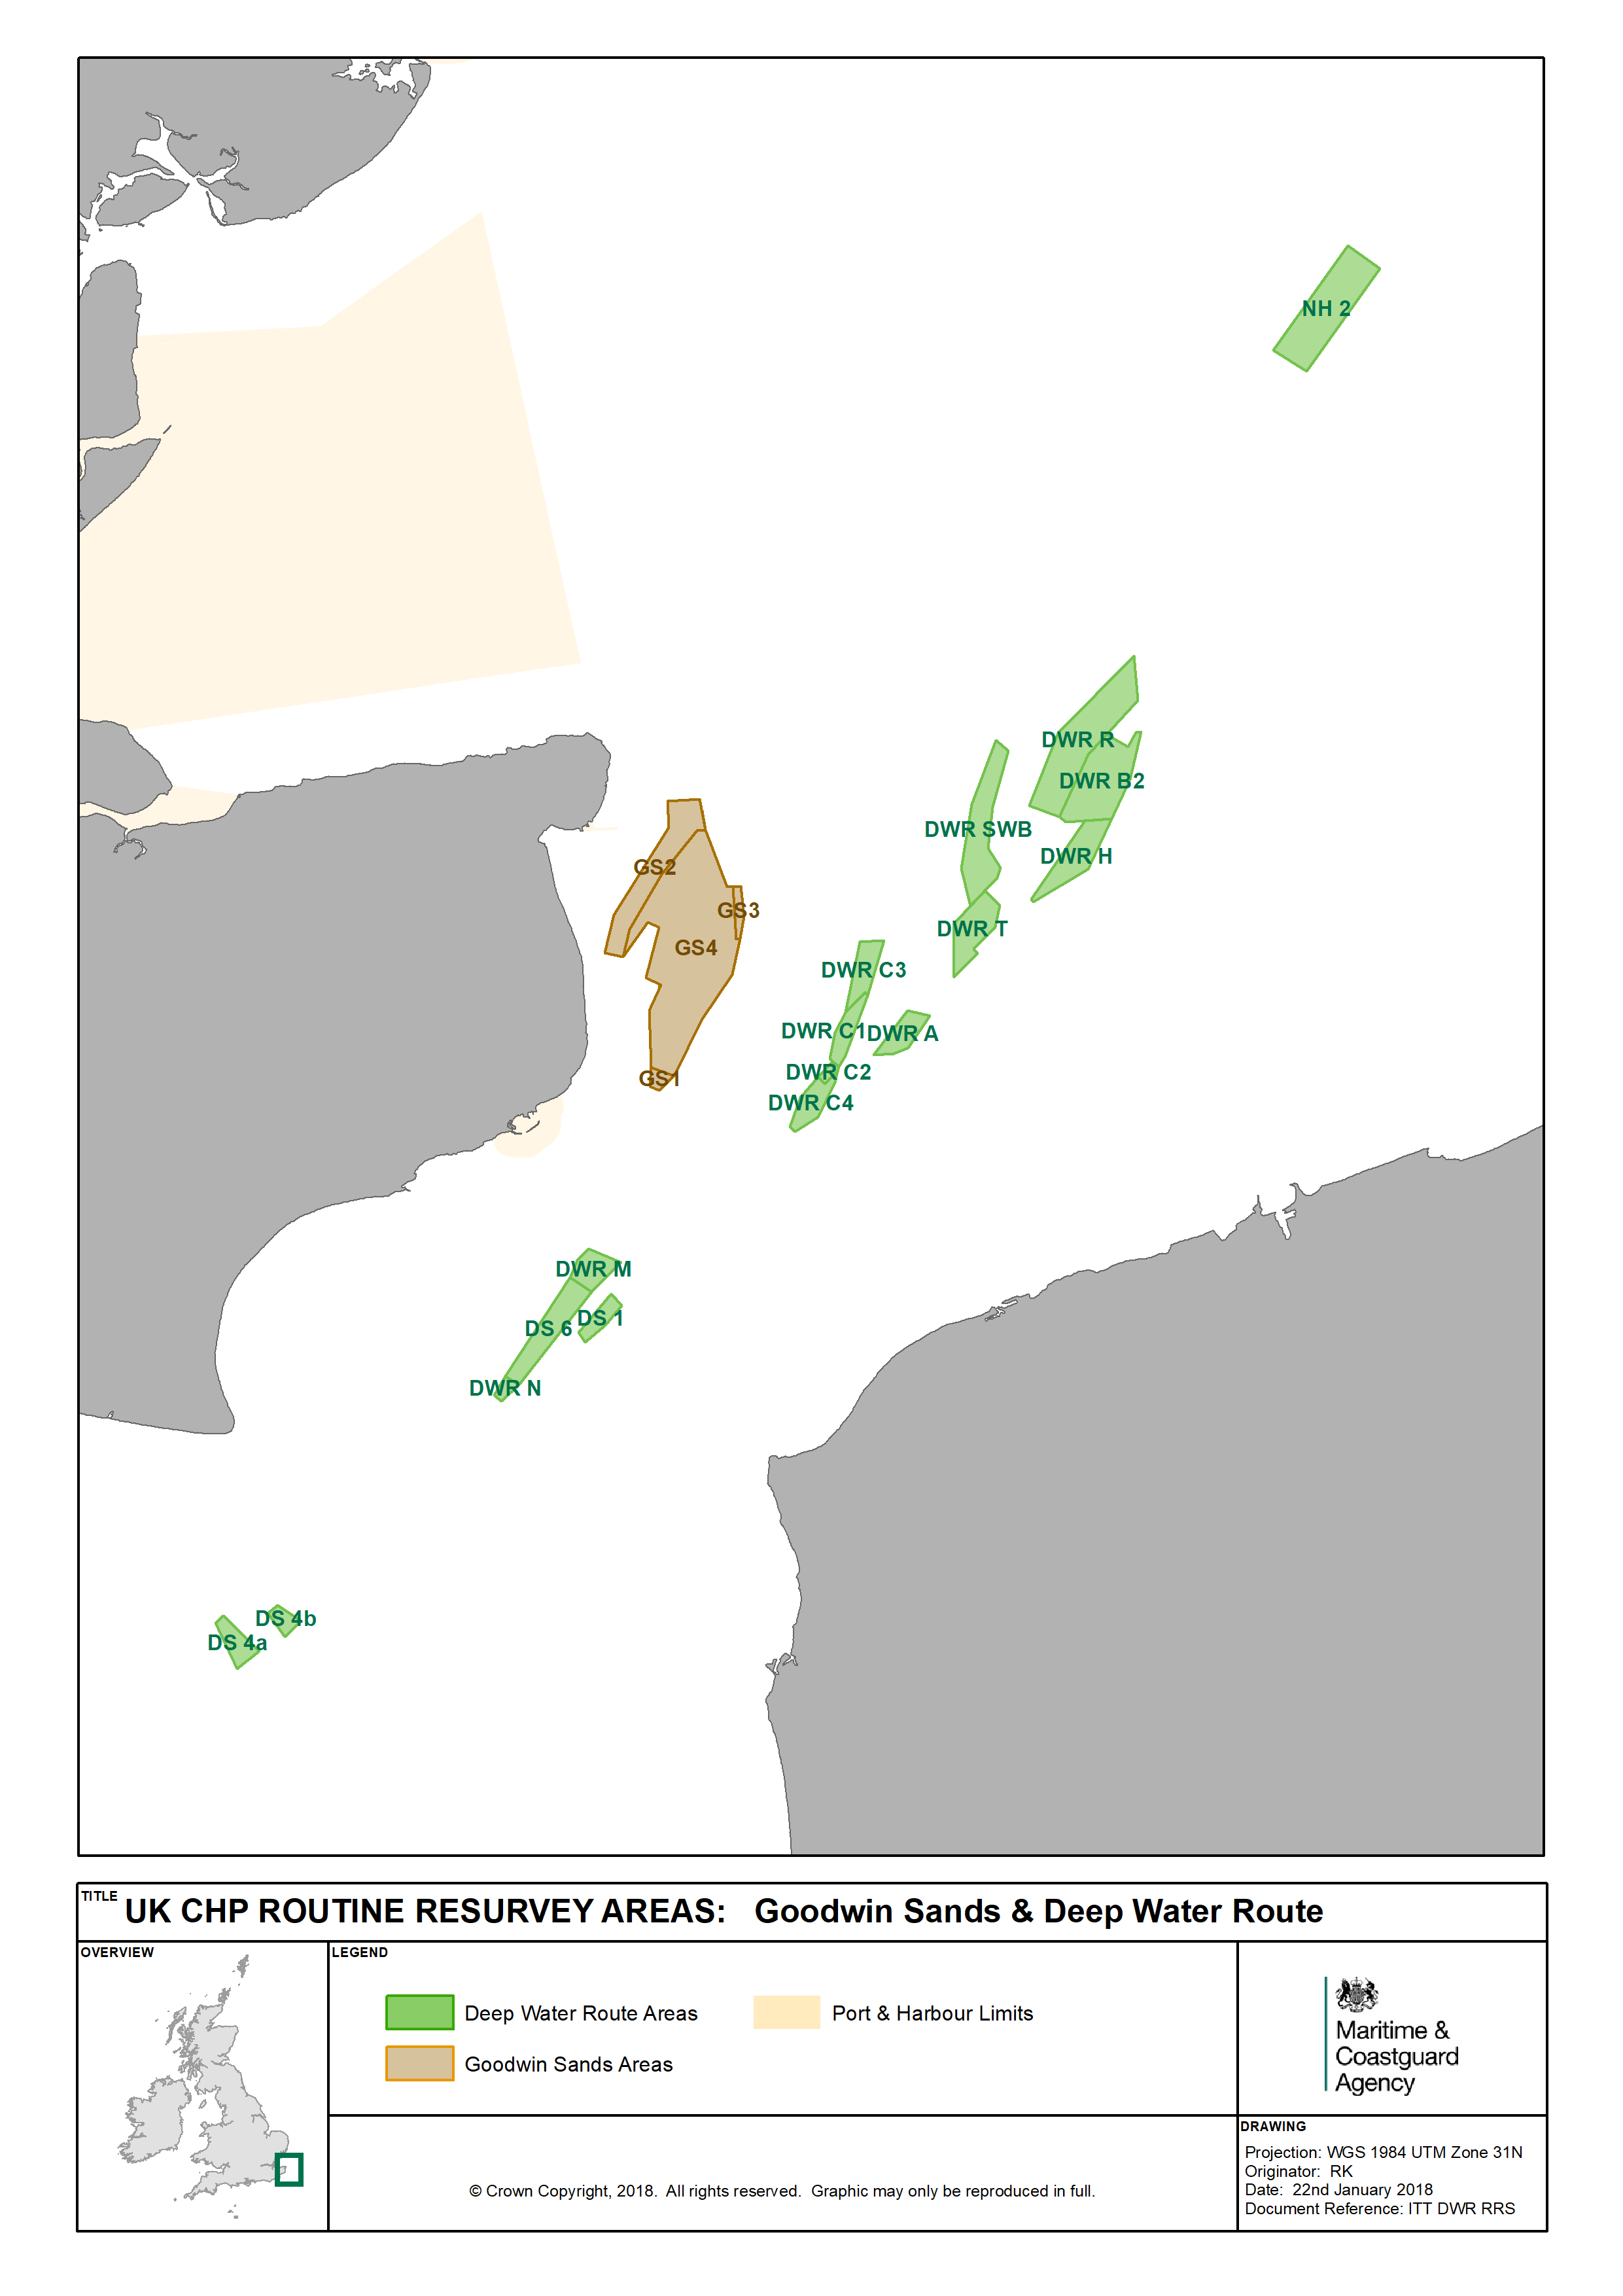 NH 2
DWR R
DWR B2
DWR SWB
DWR H
GS2
GS3
DWR T
GS4
DWR C3
DWR C1
DWR A
DWR C2
GS1
DWR C4
DWR M
DS 1
DS 6
DWR N
DS 4b
DS 4a
TITLE
UK CHP ROUTINE RESURVEY AREAS: Goodwin Sands & Deep Water Route
OVERVIEW
LEGEND
Deep Water Route Areas
Port & Harbour Limits
Goodwin Sands Areas
Maritime &
Coastguard
Agency
© Crown Copyright, 2018. All rights reserved. Graphic may only be reproduced in full.
DRAWING
Projection: WGS 1984 UTM Zone 31N
Originator: RK
Date: 22nd January 2018
Document Reference: ITT DWR RRS